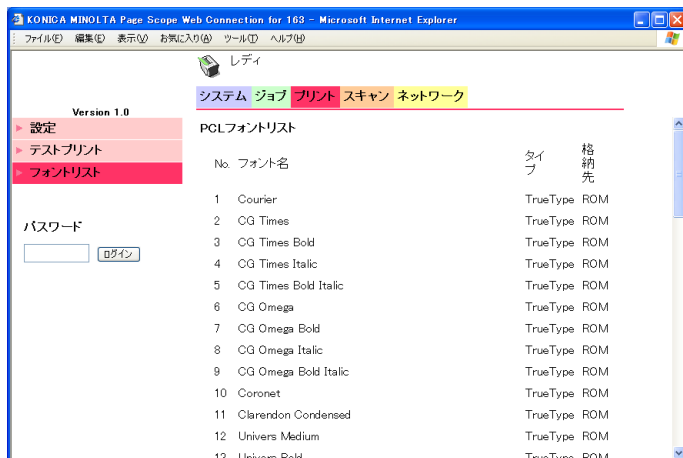 KONICA MINOLTA Page Scope Web Connection for 163 - Microsoft Internet Explorer
ファイル(F) 編集(E) 表示(V) お気に入り(A) ツール(T) ヘルプ(H)
レディ
システム ジョブ プリント スキャン ネットワーク
Version 1.0
設定
テストプリント
フォントリスト
パスワード
ログイン
PCLフォントリスト
No. フォント名 タイプ 格納先
1 Courier TrueType ROM
2 CG Times TrueType ROM
3 CG Times Bold TrueType ROM
4 CG Times Italic TrueType ROM
5 CG Times Bold Italic TrueType ROM
6 CG Omega TrueType ROM
7 CG Omega Bold TrueType ROM
8 CG Omega Italic TrueType ROM
9 CG Omega Bold Italic TrueType ROM
10 Coronet TrueType ROM
11 Clarendon Condensed TrueType ROM
12 Univers Medium TrueType ROM
13 Univers Bold TrueType ROM